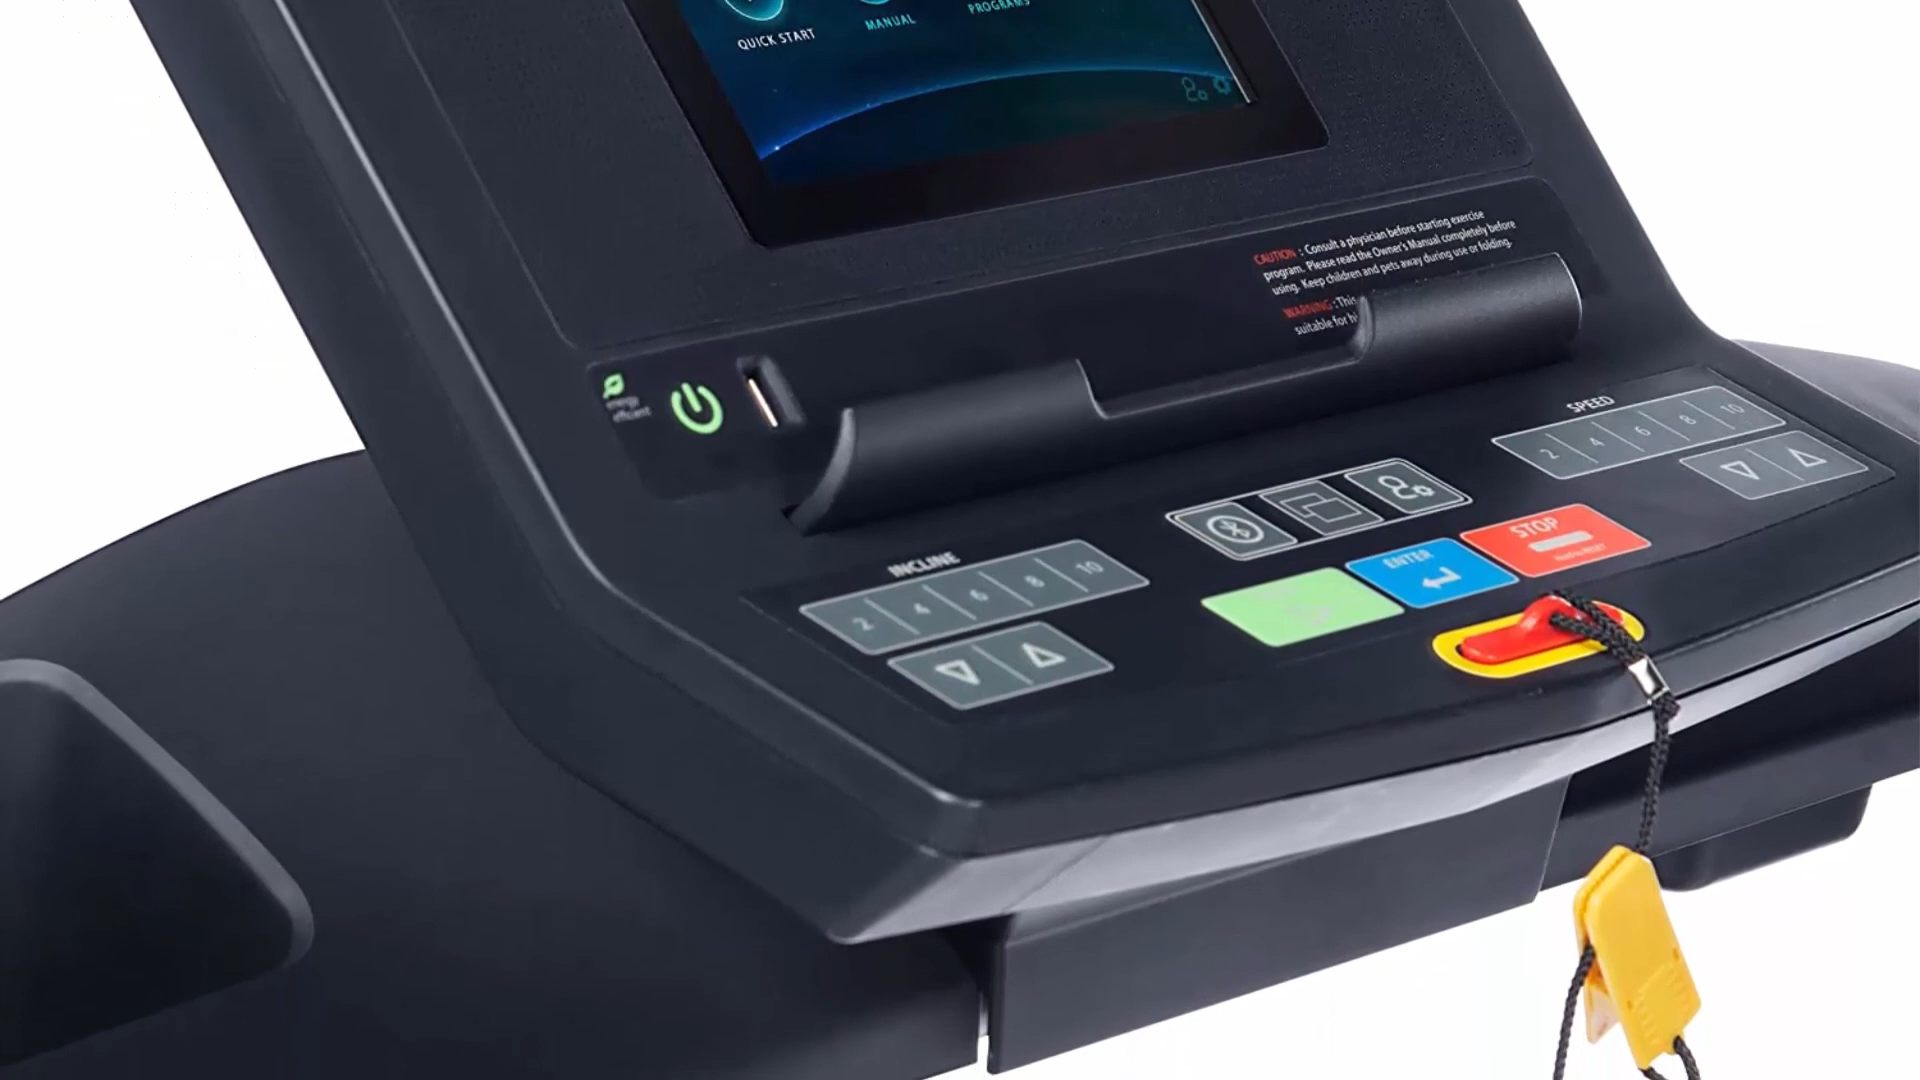 QUICK START
MANUAL
PROGRAMS
CAUTION : Consult a physician before starting exercise
program. Please read the Owner's Manual completely before
using. Keep children and pets away during use or folding.
WARNING :This
suitable for hi
energy
efficient
SPEED
2 4 6 8 10
INCLINE
2 4 6 8 10
STOP
ENTER